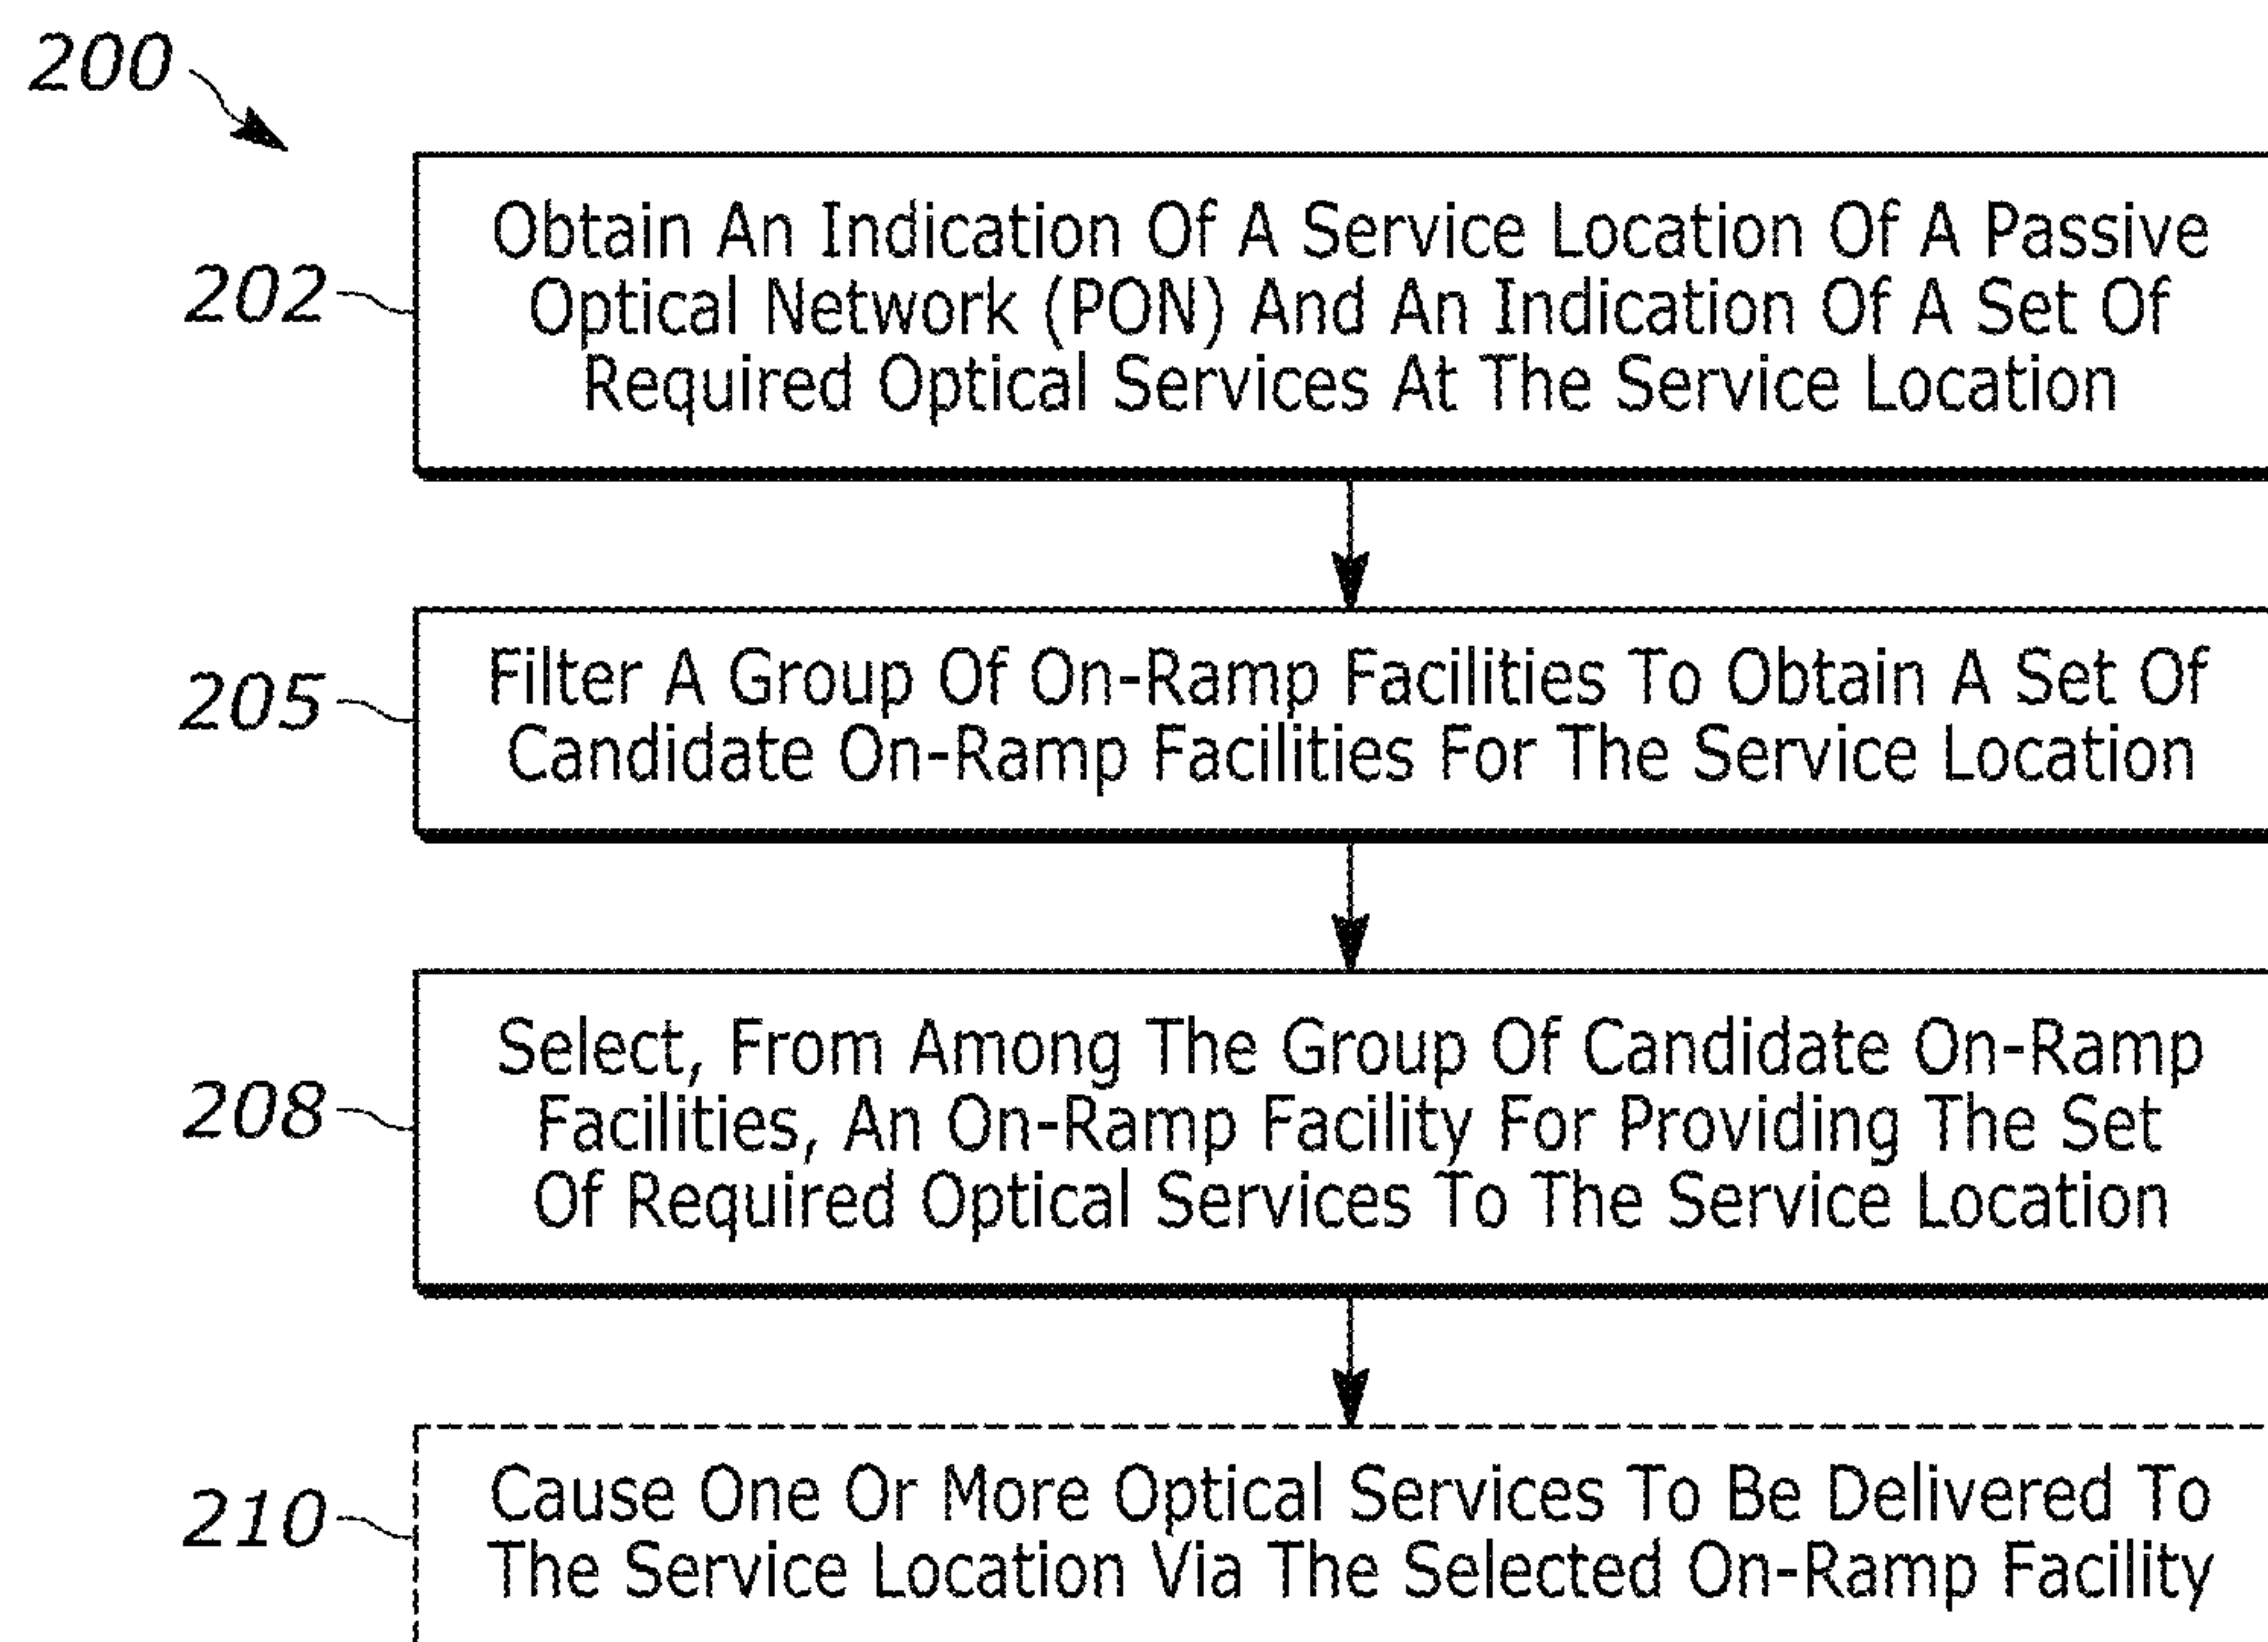 200
202
Obtain An Indication Of A Service Location Of A Passive
Optical Network (PON) And An Indication Of A Set Of
Required Optical Services At The Service Location
205
Filter A Group Of On-Ramp Facilities To Obtain A Set Of
Candidate On-Ramp Facilities For The Service Location
208
Select, From Among The Group Of Candidate On-Ramp
Facilities, An On-Ramp Facility For Providing The Set
Of Required Optical Services To The Service Location
210
Cause One Or More Optical Services To Be Delivered To
The Service Location Via The Selected On-Ramp Facility